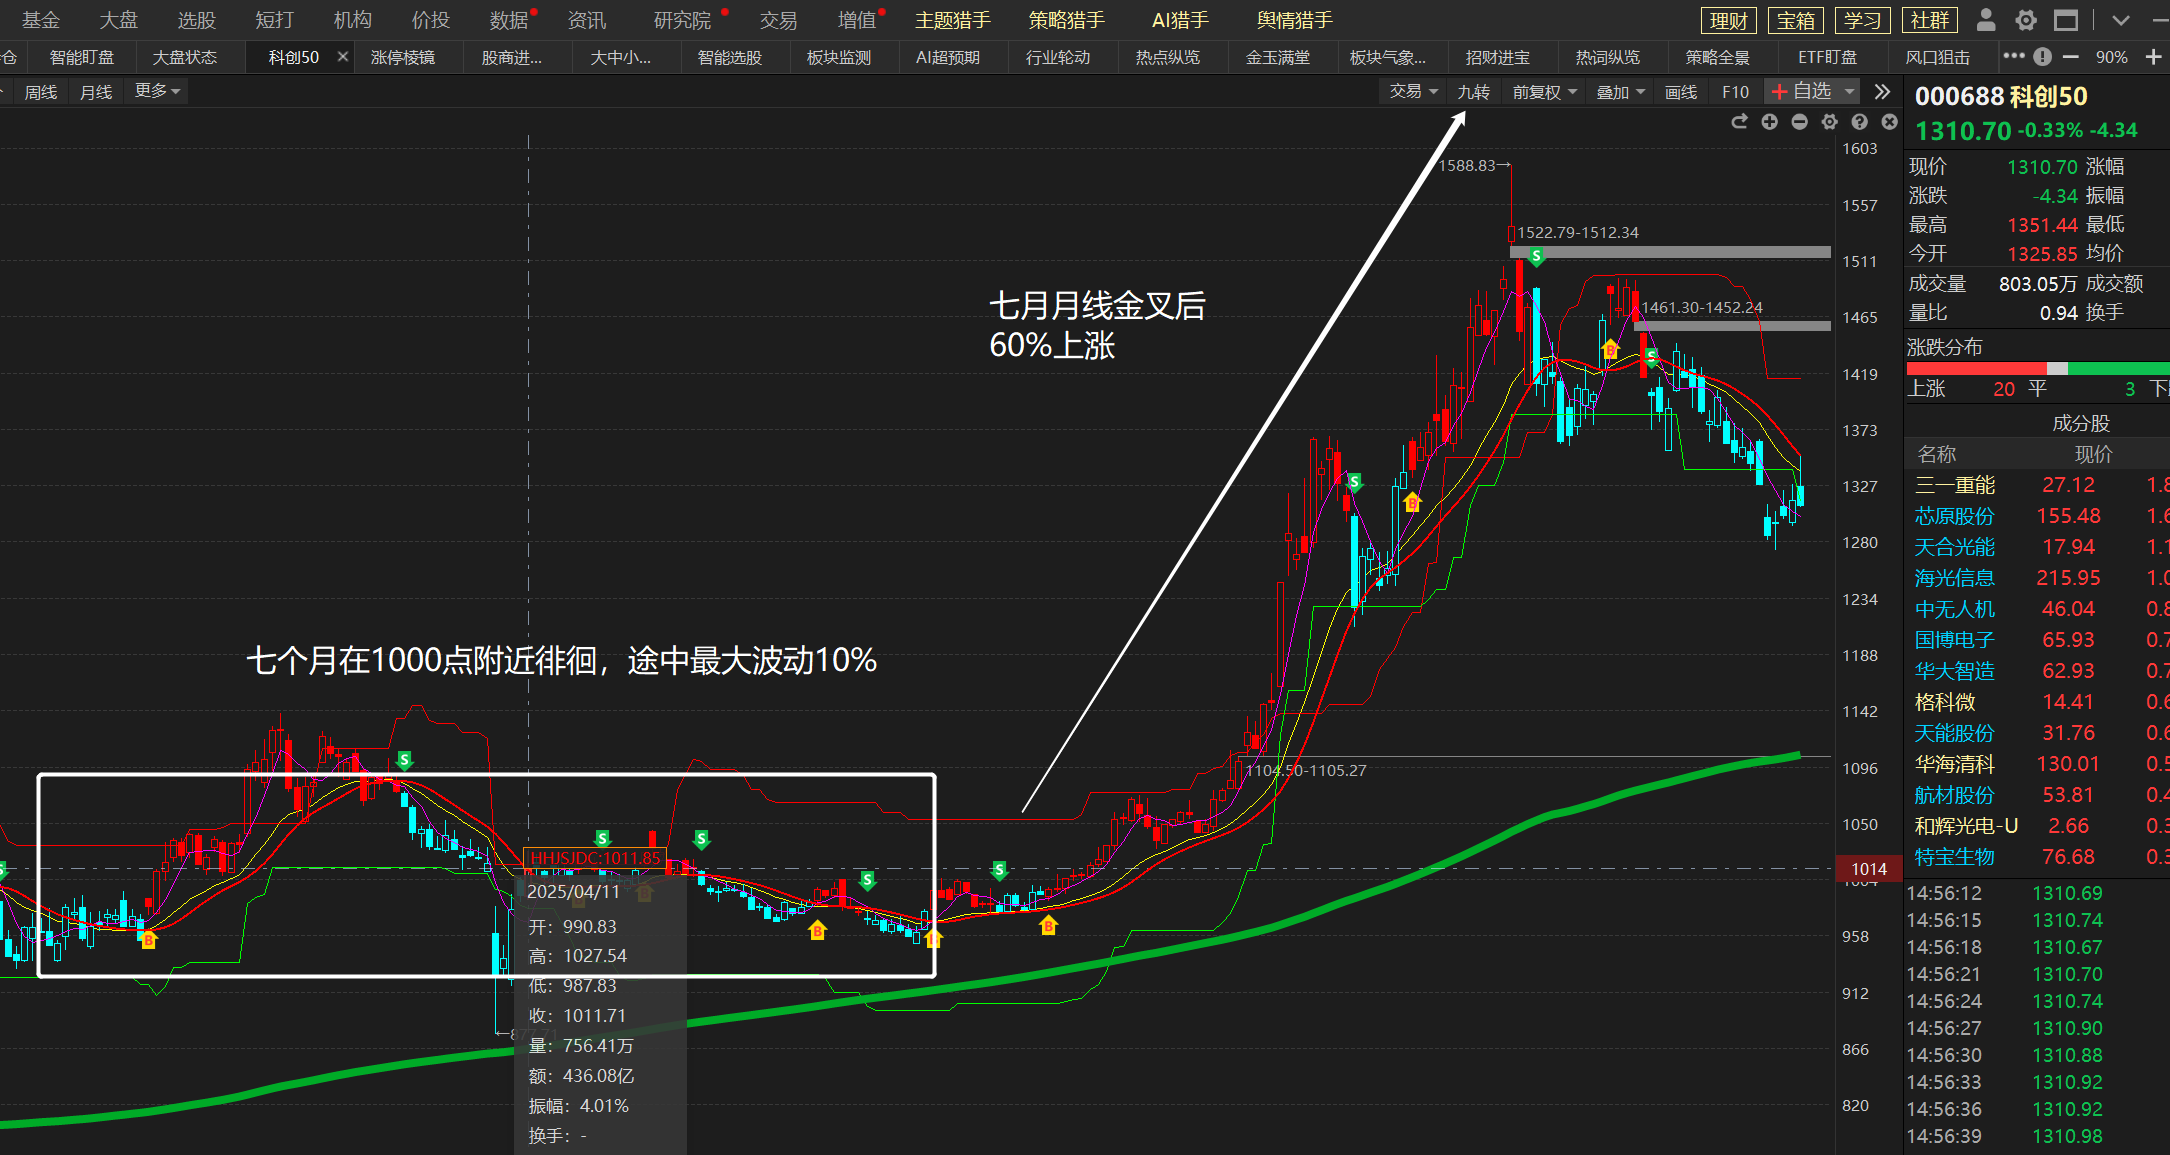 基金 大盘 选股 短打 机构 价投 数据 资讯 研究院 交易 增值 主题猎手 策略猎手 AI猎手 舆情猎手 理财 宝箱 学习 社群
仓 智能盯盘 大盘状态 科创50 涨停棱镜 股商进... 大中小... 智能选股 板块监测 AI超预期 行业轮动 热点纵览 金玉满堂 板块气象... 招财进宝 热词纵览 策略全景 ETF盯盘 风口狙击 90%
周线 月线 更多 交易 九转 前复权 叠加 画线 F10 自选
000688 科创50
1310.70 -0.33% -4.34
现价 1310.70 涨幅
涨跌 -4.34 振幅
最高 1351.44 最低
今开 1325.85 均价
成交量 803.05万 成交额
量比 0.94 换手
涨跌分布
上涨 20 平 3
成分股
名称 现价
三一重能 27.12
芯原股份 155.48
天合光能 17.94
海光信息 215.95
中无人机 46.04
国博电子 65.93
华大智造 62.93
格科微 14.41
天能股份 31.76
华海清科 130.01
航材股份 53.81
和辉光电-U 2.66
特宝生物 76.68
14:56:12 1310.69
14:56:15 1310.74
14:56:18 1310.67
14:56:21 1310.70
14:56:24 1310.74
14:56:27 1310.90
14:56:30 1310.88
14:56:33 1310.92
14:56:36 1310.92
14:56:39 1310.98
1603
1557
1511
1465
1419
1373
1327
1280
1234
1188
1142
1096
1050
1014
958
912
866
820
1588.83
1522.79-1512.34
1461.30-1452.24
七月月线金叉后
60%上涨
七个月在1000点附近徘徊，途中最大波动10%
1104.50-1105.27
HHJSJDC:1011.85
2025/04/11
开：990.83
高：1027.54
低：987.83
收：1011.71
量：756.41万
额：436.08亿
振幅：4.01%
换手：-